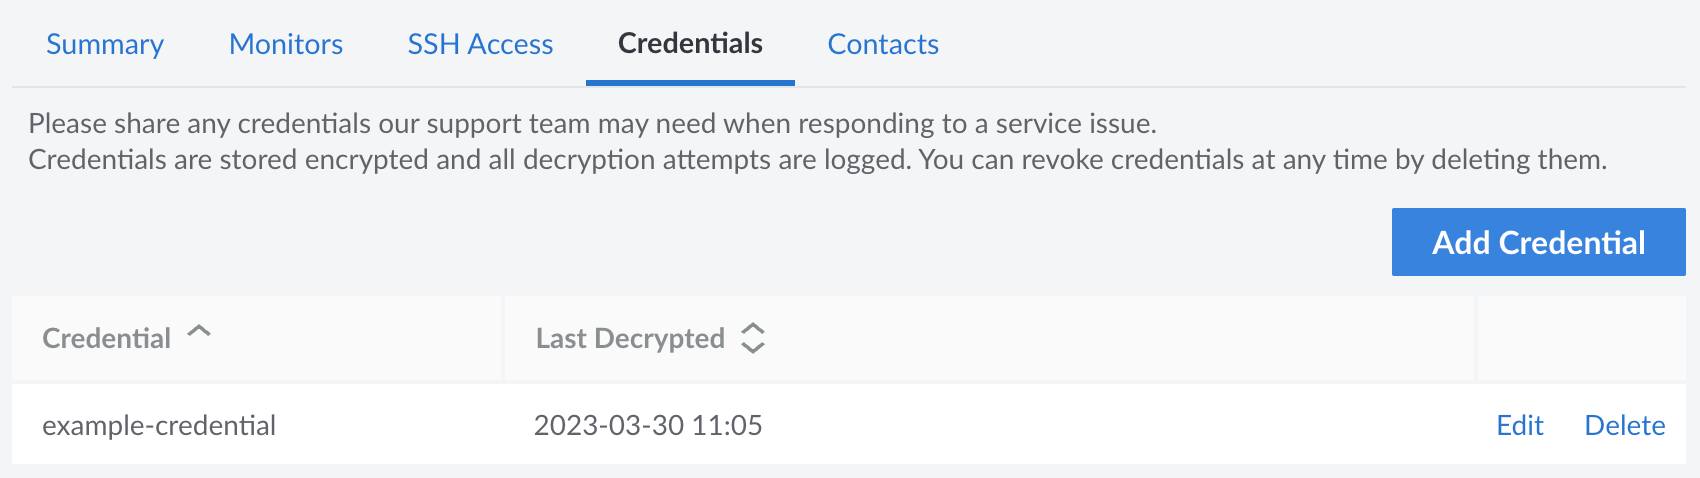 Summary Monitors SSH Access Credentials Contacts
Please share any credentials our support team may need when responding to a service issue.
Credentials are stored encrypted and all decryption attempts are logged. You can revoke credentials at any time by deleting them.
Add Credential
Credential Last Decrypted
example-credential 2023-03-30 11:05 Edit Delete